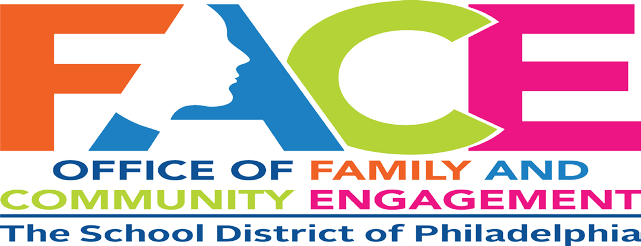 FACE
OFFICE OF FAMILY AND
COMMUNITY ENGAGEMENT
The School District of Philadelphia